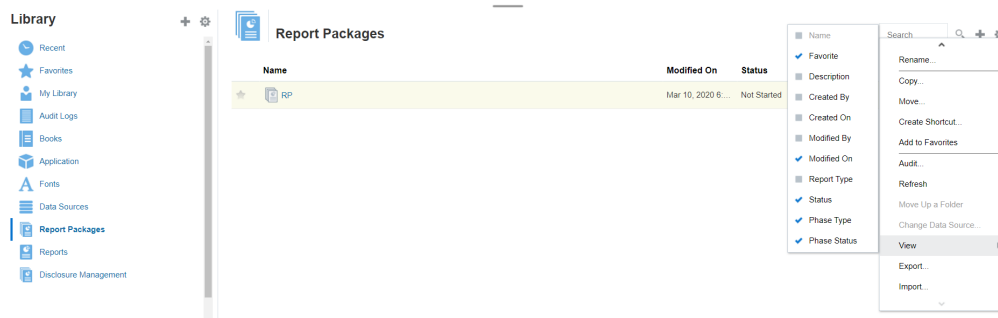 Library
Recent
Favorites
My Library
Audit Logs
Books
Application
Fonts
Data Sources
Report Packages
Reports
Disclosure Management
Report Packages
Name
Modified On
Status
RP
Mar 10, 2020 6:...
Not Started
Name
Favorite
Description
Created By
Created On
Modified By
Modified On
Report Type
Status
Phase Type
Phase Status
Search
Rename...
Copy...
Move...
Create Shortcut...
Add to Favorites
Audit...
Refresh
Move Up a Folder
Change Data Source...
View
Export...
Import...